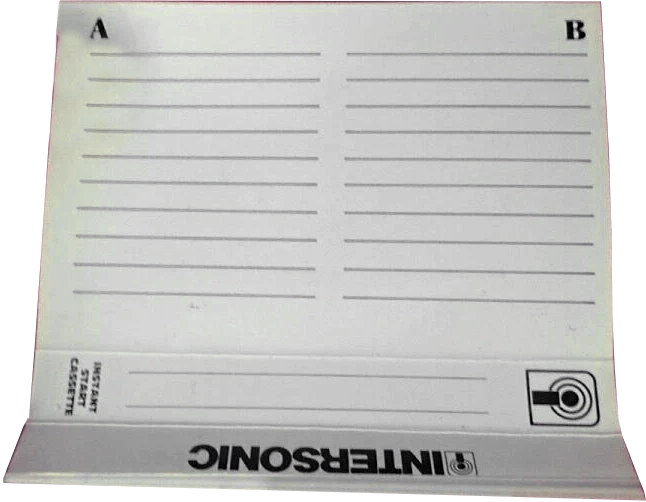 A
B
INSTANT
START
CASSETTE
INTERSONIC